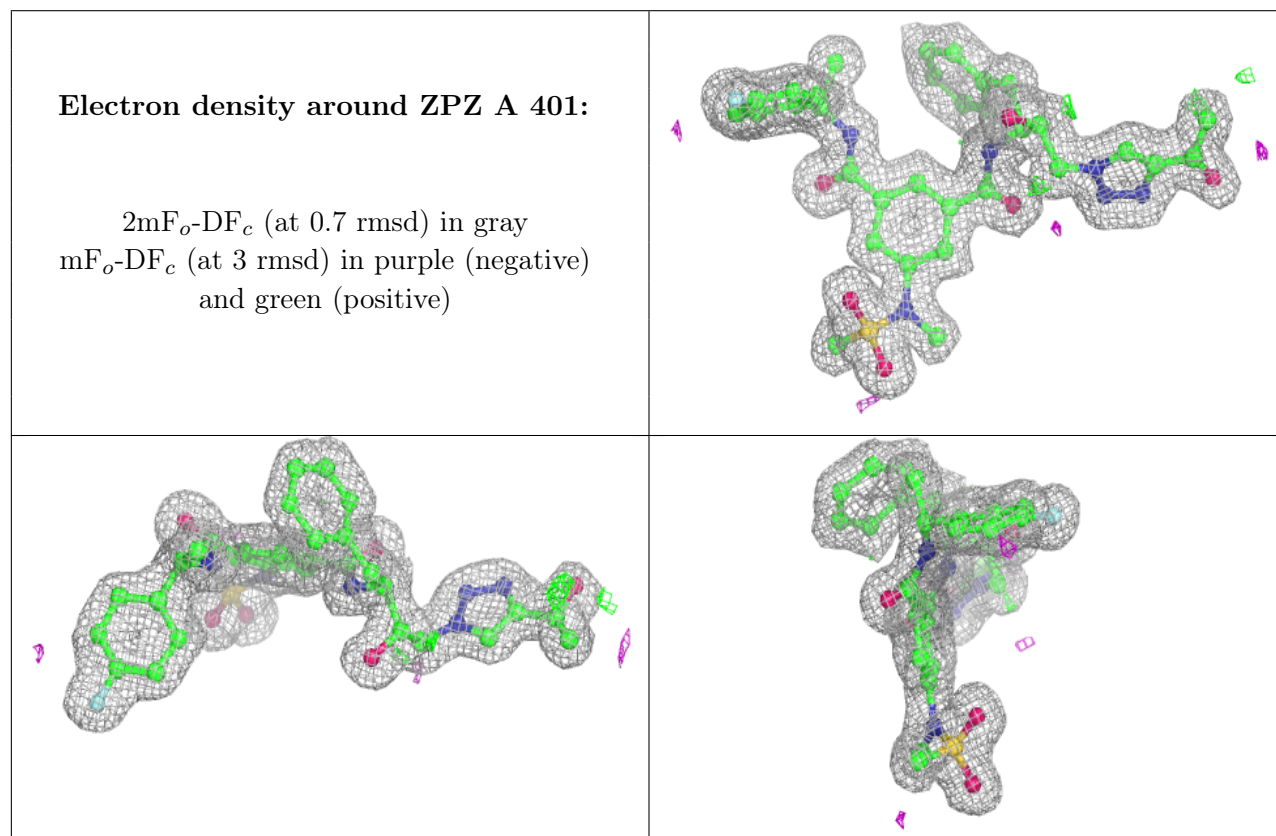 Electron density around ZPZ A 401:
2mFo-DFc (at 0.7 rmsd) in gray
mFo-DFc (at 3 rmsd) in purple (negative)
and green (positive)